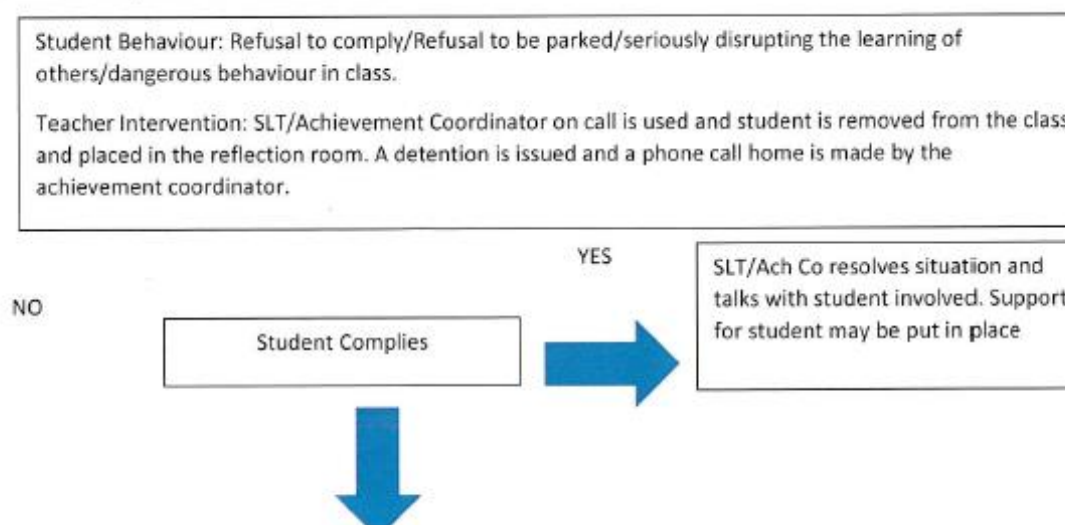 Student Behaviour: Refusal to comply/Refusal to be parked/seriously disrupting the learning of
others/dangerous behaviour in class.
Teacher Intervention: SLT/Achievement Coordinator on call is used and student is removed from the class
and placed in the reflection room. A detention is issued and a phone call home is made by the
achievement coordinator.
YES
SLT/Ach Co resolves situatiion and
talks with student involved. Support
for student may be put in place
NO
Student Complies